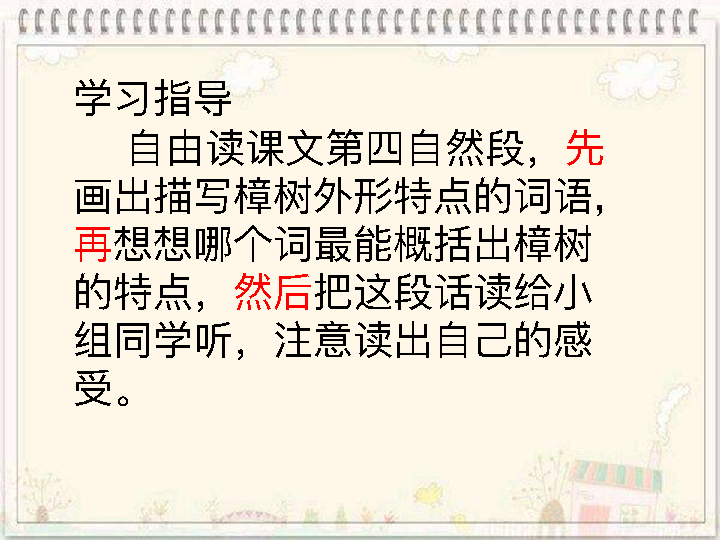 学习指导
自由读课文第四自然段，先
画出描写樟树外形特点的词语，
再想想哪个词最能概括出樟树
的特点，然后把这段话读给小
组同学听，注意读出自己的感
受。